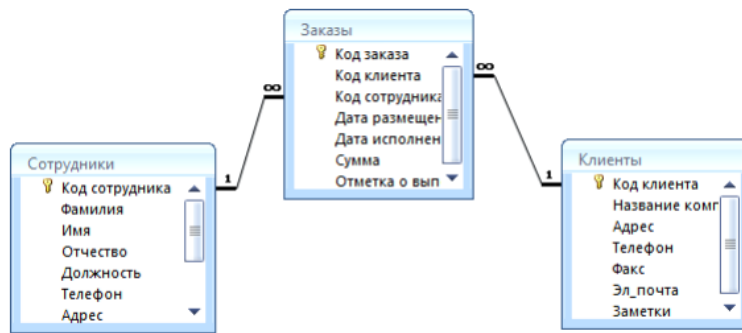 Заказы
Код заказа
Код клиента
Код сотрудника
Дата размещен
Дата исполнен
Сумма
Отметка о вып
∞
∞
1
1
Сотрудники
Код сотрудника
Фамилия
Имя
Отчество
Должность
Телефон
Адрес
Клиенты
Код клиента
Название комп
Адрес
Телефон
Факс
Эл_почта
Заметки